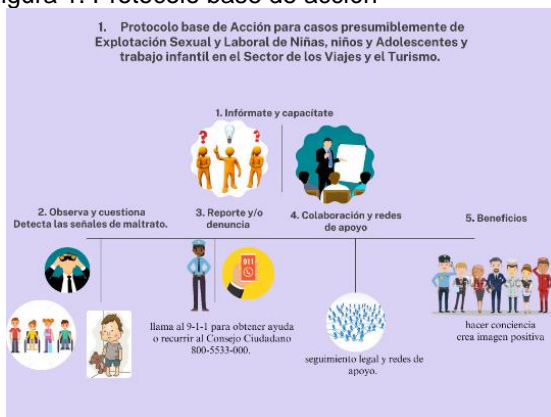 Figura 1. Protocolo base de acción
1. Protocolo base de Acción para casos presumiblemente de
Explotación Sexual y Laboral de Niñas, niños y Adolescentes y
trabajo infantil en el Sector de los Viajes y el Turismo.
1. Infórmate y capacítate
? ?
2. Observa y cuestiona
Detecta las señales de maltrato.
3. Reporte y/o
denuncia
4. Colaboración y redes
de apoyo
5. Beneficios
911
llama al 9-1-1 para obtener ayuda
o recurrir al Consejo Ciudadano
800-5533-000.
seguimiento legal y redes de
apoyo.
hacer conciencia
crea imagen positiva